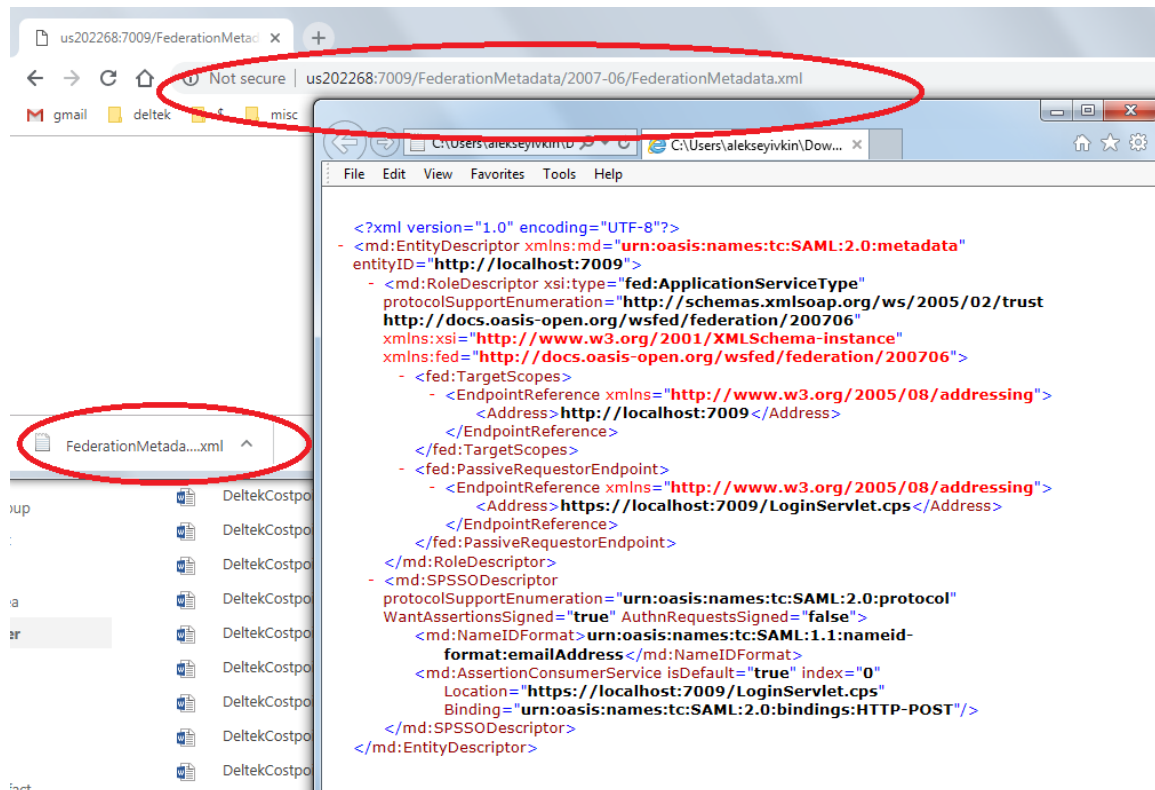 us202268:7009/FederationMetad
Not secure | us202268:7009/FederationMetadata/2007-06/FederationMetadata.xml
gmail deltek misc
C:\Users\alekseyivkin\D
C:\Users\alekseyivkin\Dow...
File Edit View Favorites Tools Help
<?xml version="1.0" encoding="UTF-8"?>
- <md:EntityDescriptor xmlns:md="urn:oasis:names:tc:SAML:2.0:metadata"
entityID="http://localhost:7009">
- <md:RoleDescriptor xsi:type="fed:ApplicationServiceType"
protocolSupportEnumeration="http://schemas.xmlsoap.org/ws/2005/02/trust
http://docs.oasis-open.org/wsfed/federation/200706"
xmlns:xsi="http://www.w3.org/2001/XMLSchema-instance"
xmlns:fed="http://docs.oasis-open.org/wsfed/federation/200706">
- <fed:TargetScopes>
- <EndpointReference xmlns="http://www.w3.org/2005/08/addressing">
<Address>http://localhost:7009</Address>
</EndpointReference>
</fed:TargetScopes>
- <fed:PassiveRequestorEndpoint>
- <EndpointReference xmlns="http://www.w3.org/2005/08/addressing">
<Address>https://localhost:7009/LoginServlet.cps</Address>
</EndpointReference>
</fed:PassiveRequestorEndpoint>
</md:RoleDescriptor>
- <md:SPSSODescriptor
protocolSupportEnumeration="urn:oasis:names:tc:SAML:2.0:protocol"
WantAssertionsSigned="true" AuthnRequestsSigned="false">
<md:NameIDFormat>urn:oasis:names:tc:SAML:1.1:nameid-
format:emailAddress</md:NameIDFormat>
<md:AssertionConsumerService isDefault="true" index="0"
Location="https://localhost:7009/LoginServlet.cps"
Binding="urn:oasis:names:tc:SAML:2.0:bindings:HTTP-POST"/>
</md:SPSSODescriptor>
</md:EntityDescriptor>
FederationMetada....xml
DeltekCostpo
DeltekCostpo
DeltekCostpo
DeltekCostpo
DeltekCostpo
DeltekCostpo
DeltekCostpo
DeltekCostpo
DeltekCostpo